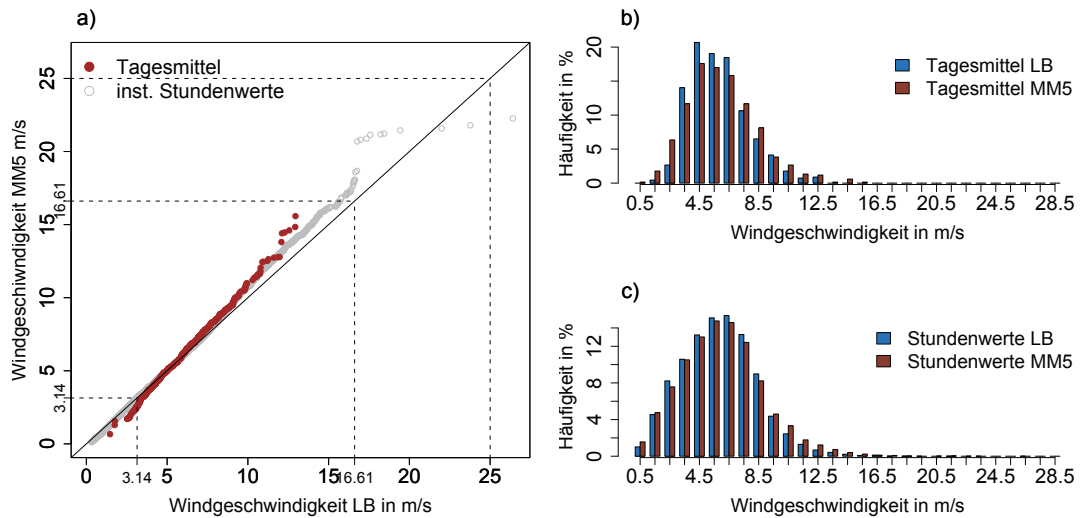 a)
Tagesmittel
inst. Stundenwerte
Windgeschiwndigkeit MM5 m/s
0
5
10
15
20
25
3.14
16.61
0
5
10
15
20
25
3.14
16.61
Windgeschwindigkeit LB in m/s
b)
Häufigkeit in %
0
5
10
20
Tagesmittel LB
Tagesmittel MM5
0.5 4.5 8.5 12.5 16.5 20.5 24.5 28.5
Windgeschwindigkeit in m/s
c)
Häufigkeit in %
0
4
8
12
Stundenwerte LB
Stundenwerte MM5
0.5 4.5 8.5 12.5 16.5 20.5 24.5 28.5
Windgeschwindigkeit in m/s